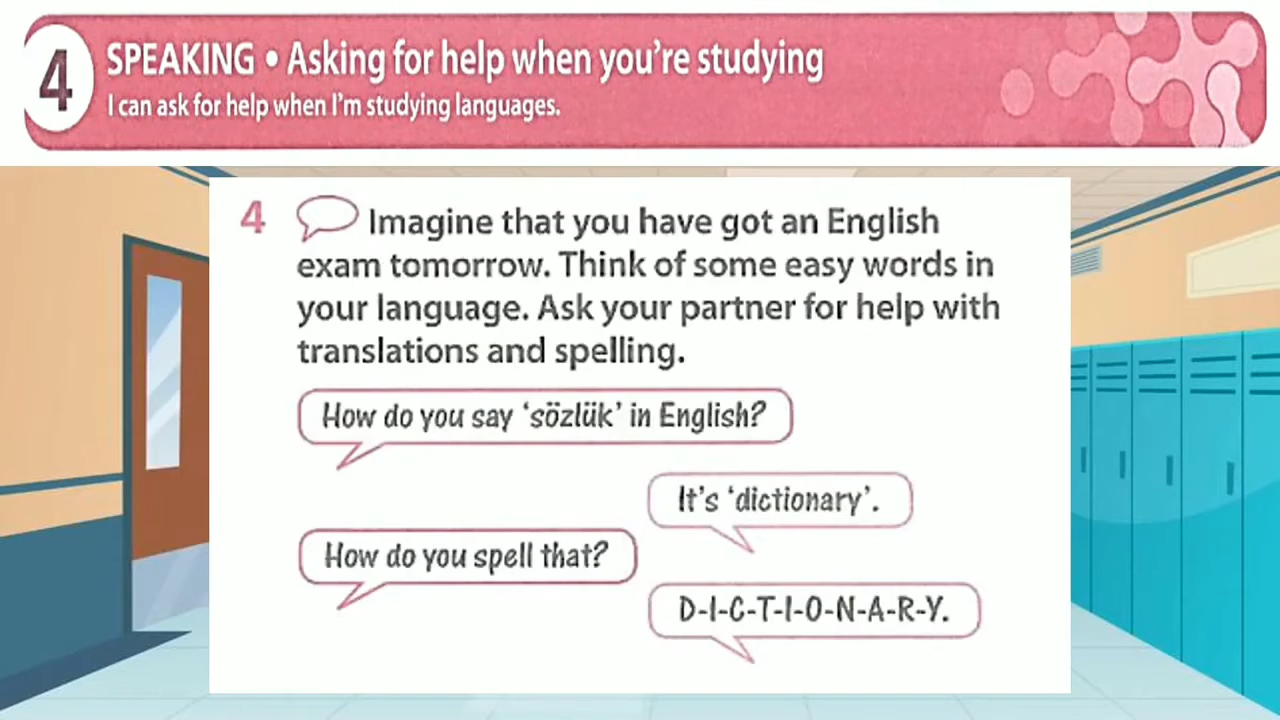 4
SPEAKING • Asking for help when you're studying
I can ask for help when I'm studying languages.
4 Imagine that you have got an English
exam tomorrow. Think of some easy words in
your language. Ask your partner for help with
translations and spelling.
How do you say ‘sözlük’ in English?
It's ‘dictionary’.
How do you spell that?
D-I-C-T-I-O-N-A-R-Y.